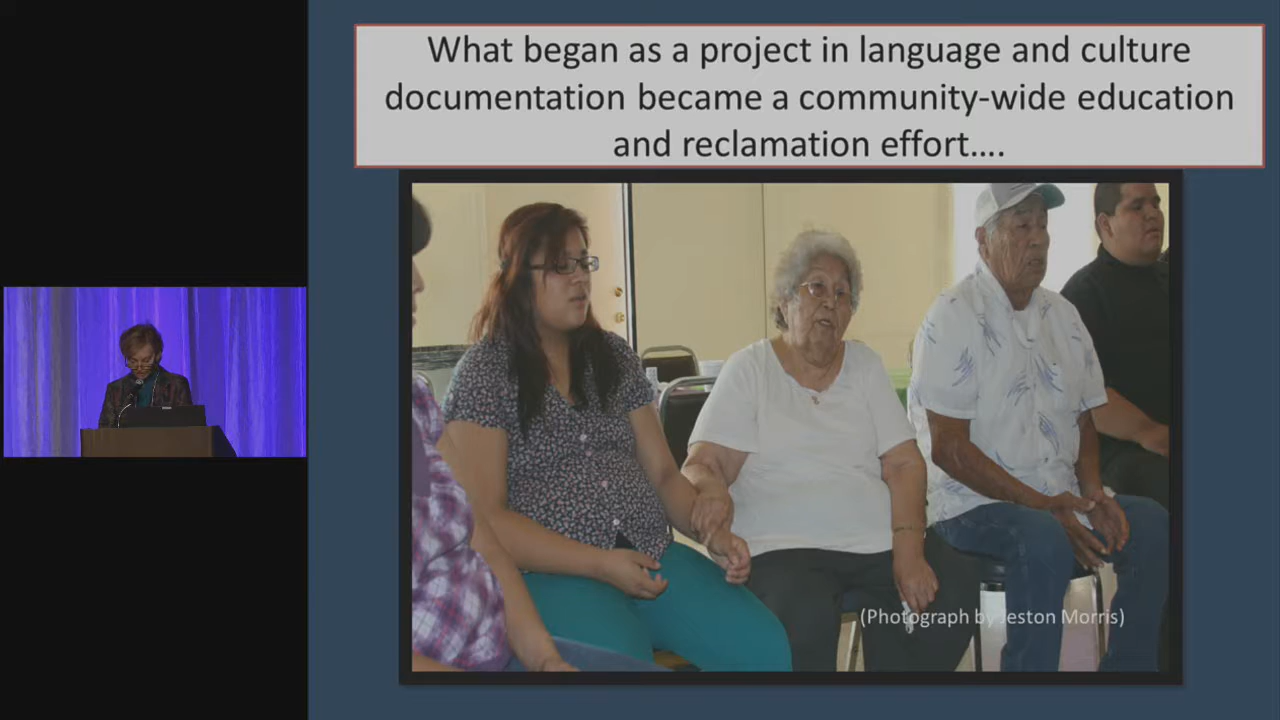 What began as a project in language and culture
documentation became a community-wide education
and reclamation effort….
(Photograph by Jeston Morris)